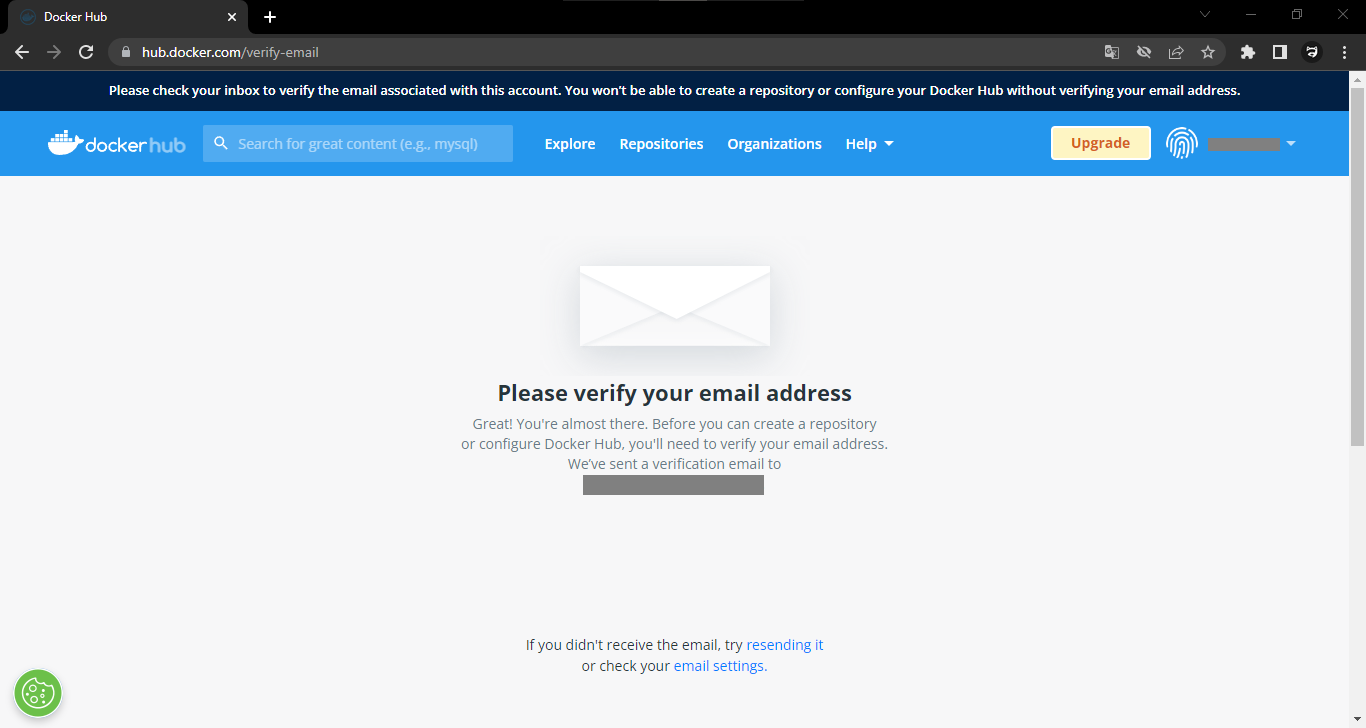 Docker Hub
hub.docker.com/verify-email
Please check your inbox to verify the email associated with this account. You won't be able to create a repository or configure your Docker Hub without verifying your email address.
dockerhub
Search for great content (e.g., mysql)
Explore
Repositories
Organizations
Help
Upgrade
Please verify your email address
Great! You're almost there. Before you can create a repository
or configure Docker Hub, you'll need to verify your email address.
We've sent a verification email to
If you didn't receive the email, try resending it
or check your email settings.